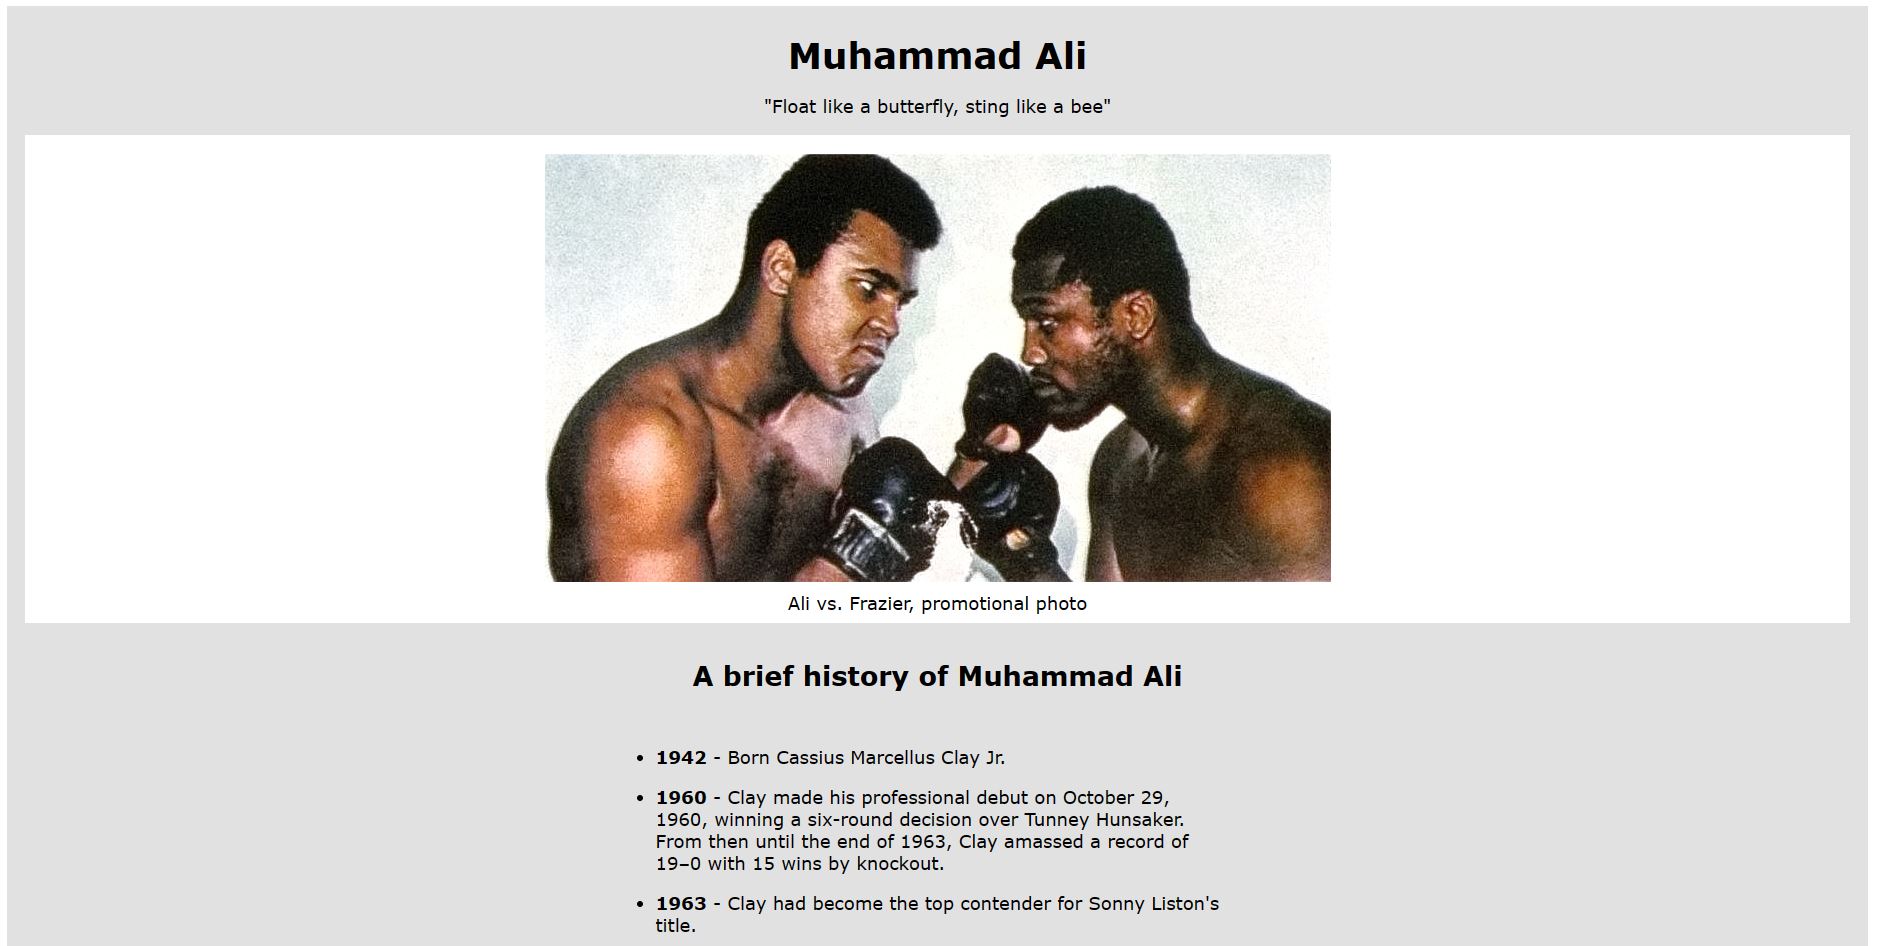 Muhammad Ali
"Float like a butterfly, sting like a bee"
Ali vs. Frazier, promotional photo
A brief history of Muhammad Ali
• 1942 - Born Cassius Marcellus Clay Jr.
• 1960 - Clay made his professional debut on October 29,
1960, winning a six-round decision over Tunney Hunsaker.
From then until the end of 1963, Clay amassed a record of
19–0 with 15 wins by knockout.
• 1963 - Clay had become the top contender for Sonny Liston's
title.